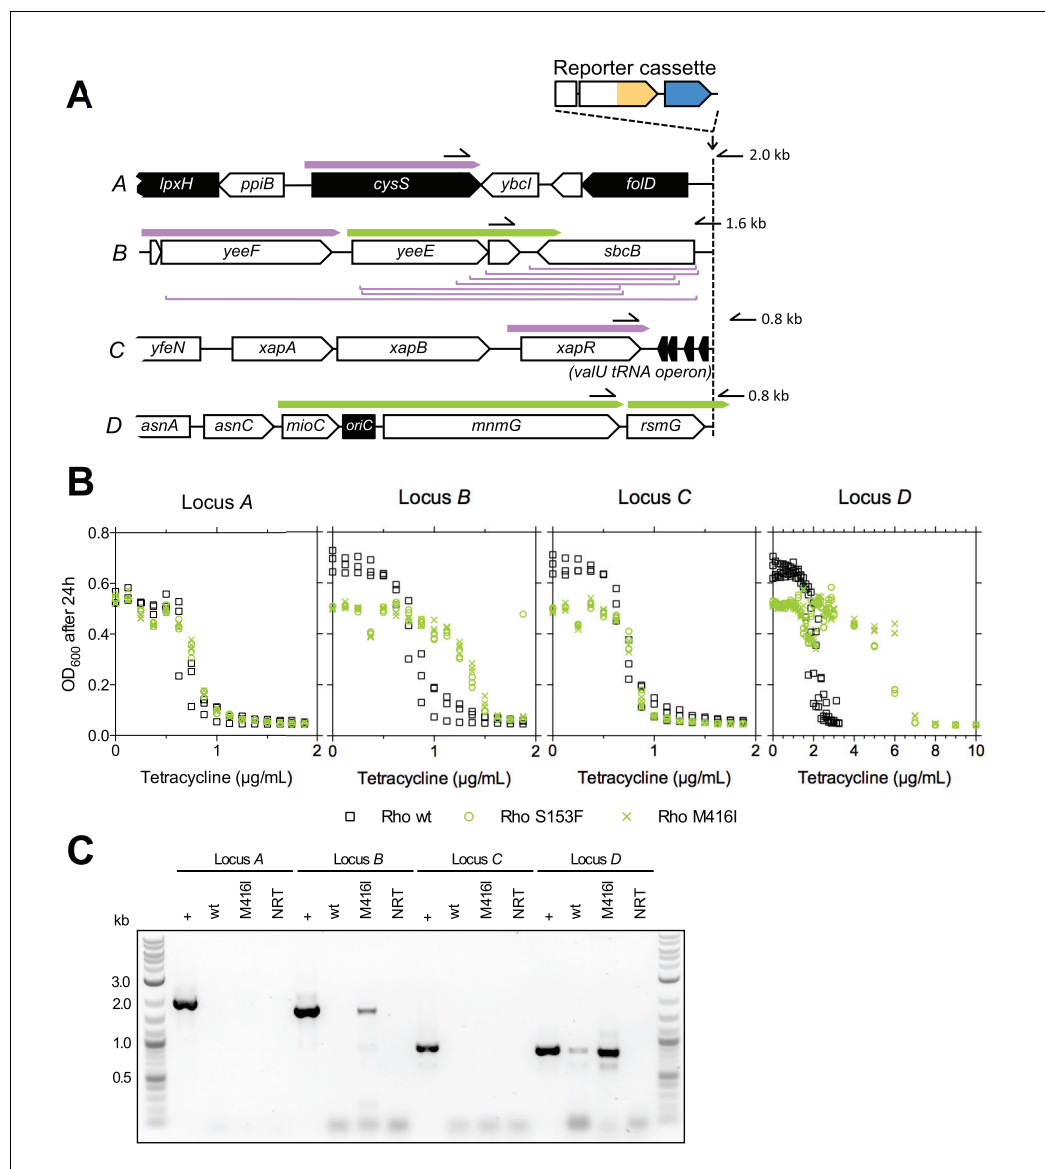 A
Reporter cassette
2.0 kb
A lpxH ppiB cysS ybcI folD
1.6 kb
B yeeF yeeE sbcB
0.8 kb
C yfeN xapA xapB xapR
(valU tRNA operon)
0.8 kb
D asnA asnC mioC oriC mnmG rsmG
B
Locus A Locus B Locus C Locus D
OD600 after 24h
0.8
0.6
0.4
0.2
0.0
0 1 2 0 1 2 0 1 2 0 2 4 6 8 10
Tetracycline (µg/mL) Tetracycline (µg/mL) Tetracycline (µg/mL) Tetracycline (µg/mL)
Rho wt Rho S153F Rho M416I
C
Locus A Locus B Locus C Locus D
kb + wt M416I NRT + wt M416I NRT + wt M416I NRT + wt M416I NRT
3.0
2.0
1.0
0.5